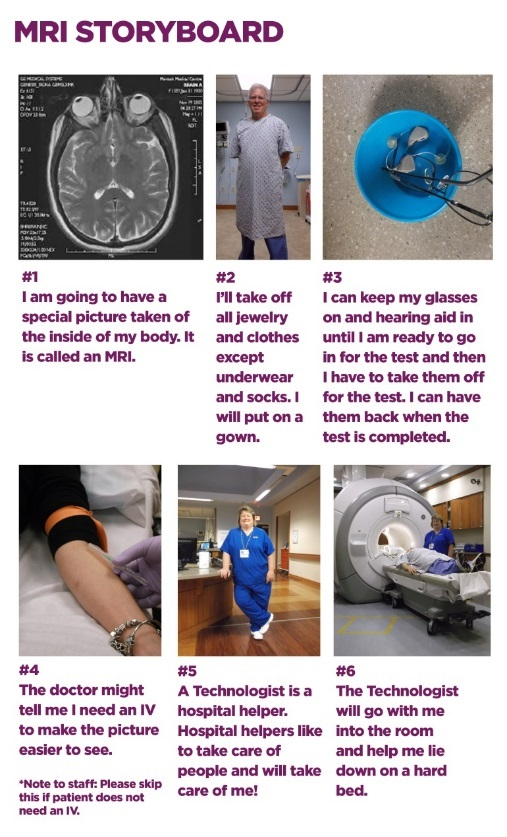 MRI STORYBOARD
GE MEDICAL SYSTEMS
#1
I am going to have a
special picture taken of
the inside of my body. It
is called an MRI.
#2
I'll take off
all jewelry
and clothes
except
underwear
and socks. I
will put on a
gown.
#3
I can keep my glasses
on and hearing aid in
until I am ready to go
in for the test and then
I have to take them off
for the test. I can have
them back when the
test is completed.
#4
The doctor might
tell me I need an IV
to make the picture
easier to see.
*Note to staff: Please skip
this if patient does not
need an IV.
#5
A Technologist is a
hospital helper.
Hospital helpers like
to take care of
people and will take
care of me!
#6
The Technologist
will go with me
into the room
and help me lie
down on a hard
bed.